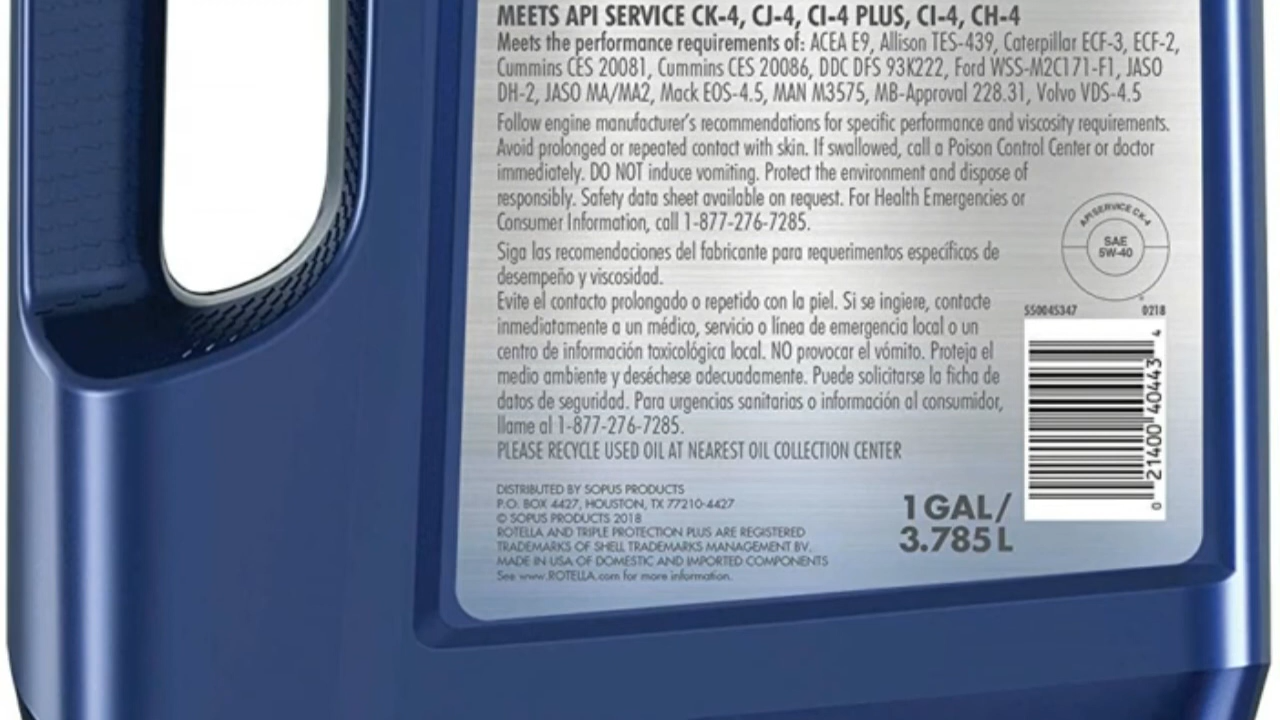 MEETS API SERVICE CK-4, CJ-4, CI-4 PLUS, CI-4, CH-4
Meets the performance requirements of: ACEA E9, Allison TES-439, Caterpillar ECF-3, ECF-2,
Cummins CES 20081, Cummins CES 20086, DDC DFS 93K222, Ford WSS-M2C171-F1, JASO
DH-2, JASO MA/MA2, Mack EOS-4.5, MAN M3575, MB-Approval 228.31, Volvo VDS-4.5
Follow engine manufacturer's recommendations for specific performance and viscosity requirements.
Avoid prolonged or repeated contact with skin. If swallowed, call a Poison Control Center or doctor
immediately. DO NOT induce vomiting. Protect the environment and dispose of
responsibly. Safety data sheet available on request. For Health Emergencies or
Consumer Information, call 1-877-276-7285.
Siga las recomendaciones del fabricante para requerimentos específicos de
desempeño y viscosidad.
Evite el contacto prolongado o repetido con la piel. Si se ingiere, contacte
inmediatamente a un médico, servicio o línea de emergencia local o un
centro de información toxicológica local. NO provocar el vómito. Proteja el
medio ambiente y deséchese adecuadamente. Puede solicitarse la ficha de
datos de seguridad. Para urgencias sanitarias o información al consumidor,
llame al 1-877-276-7285.
PLEASE RECYCLE USED OIL AT NEAREST OIL COLLECTION CENTER
API SERVICE CK-4
SAE
5W-40
550045347 0218
0 21400 40443 4
DISTRIBUTED BY SOPUS PRODUCTS
P.O. BOX 4427, HOUSTON, TX 77210-4427
© SOPUS PRODUCTS 2018
ROTELLA AND TRIPLE PROTECTION PLUS ARE REGISTERED
TRADEMARKS OF SHELL TRADEMARKS MANAGEMENT BV.
MADE IN USA OF DOMESTIC AND IMPORTED COMPONENTS
See www.ROTELLA.com for more information.
1 GAL/
3.785 L